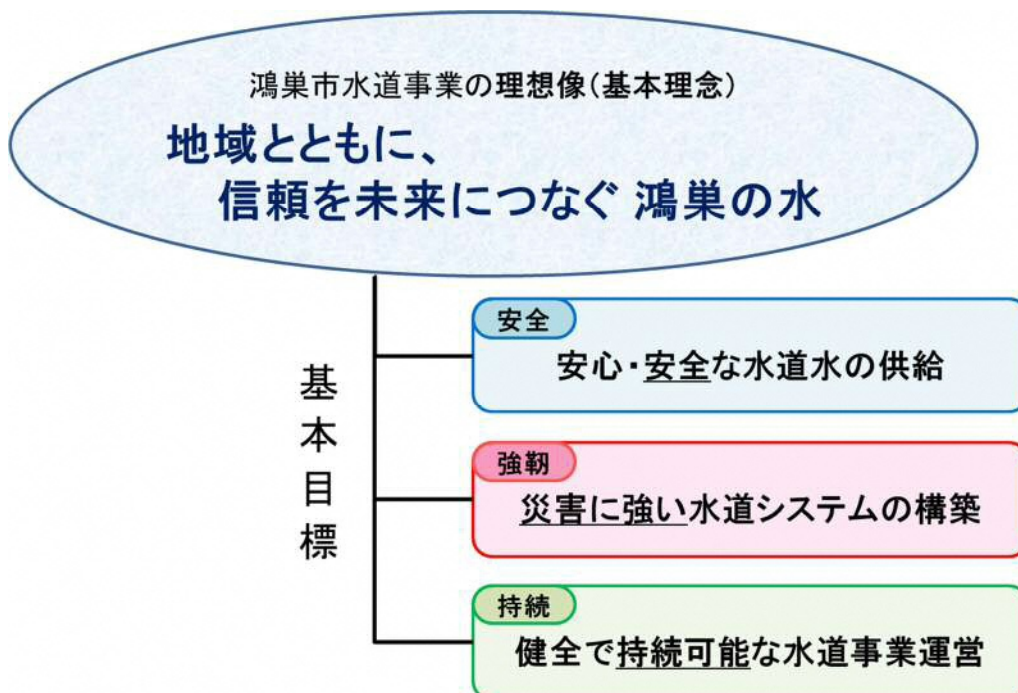 鴻巣市水道事業の理想像(基本理念)
地域とともに、
信頼を未来につなぐ 鴻巣の水
基本目標
安全
安心・安全な水道水の供給
強靭
災害に強い水道システムの構築
持続
健全で持続可能な水道事業運営